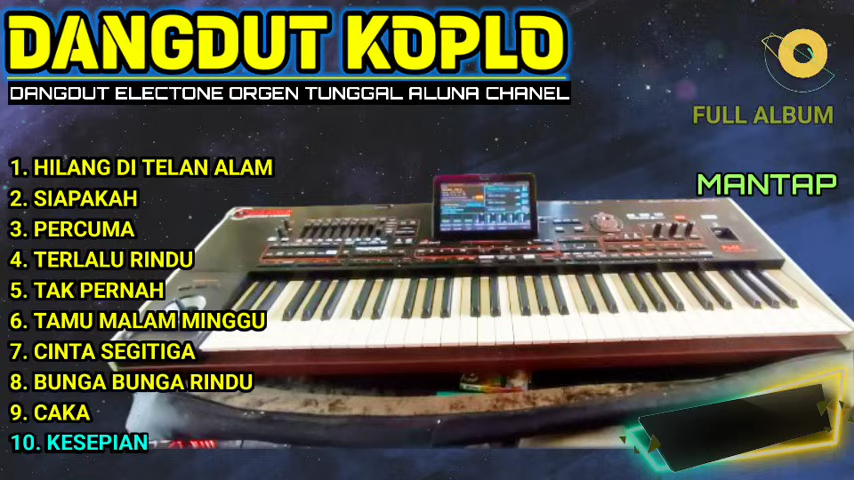 DANGDUT KOPLO
DANGDUT ELECTONE ORGEN TUNGGAL ALUNA CHANEL
FULL ALBUM
MANTAP
1. HILANG DI TELAN ALAM
2. SIAPAKAH
3. PERCUMA
4. TERLALU RINDU
5. TAK PERNAH
6. TAMU MALAM MINGGU
7. CINTA SEGITIGA
8. BUNGA BUNGA RINDU
9. CAKA
10. KESEPIAN